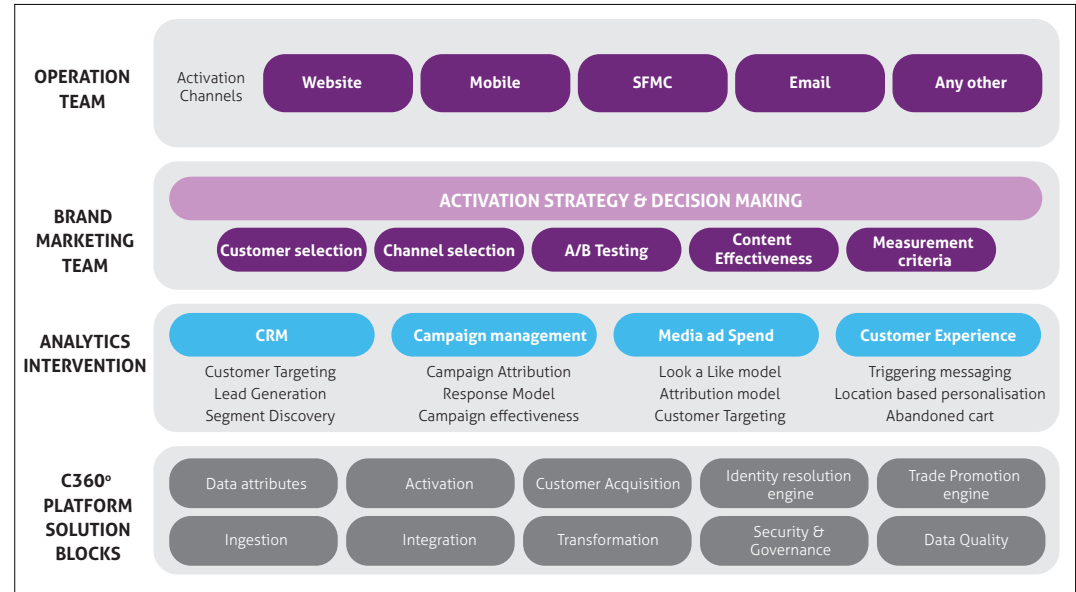 OPERATION
TEAM
Activation
Channels
Website
Mobile
SFMC
Email
Any other
BRAND
MARKETING
TEAM
ACTIVATION STRATEGY & DECISION MAKING
Customer selection
Channel selection
A/B Testing
Content
Effectiveness
Measurement
criteria
ANALYTICS
INTERVENTION
CRM
Customer Targeting
Lead Generation
Segment Discovery
Campaign management
Campaign Attribution
Response Model
Campaign effectiveness
Media ad Spend
Look a Like model
Attribution model
Customer Targeting
Customer Experience
Triggering messaging
Location based personalisation
Abandoned cart
C360º
PLATFORM
SOLUTION
BLOCKS
Data attributes
Activation
Customer Acquisition
Identity resolution
engine
Trade Promotion
engine
Ingestion
Integration
Transformation
Security &
Governance
Data Quality